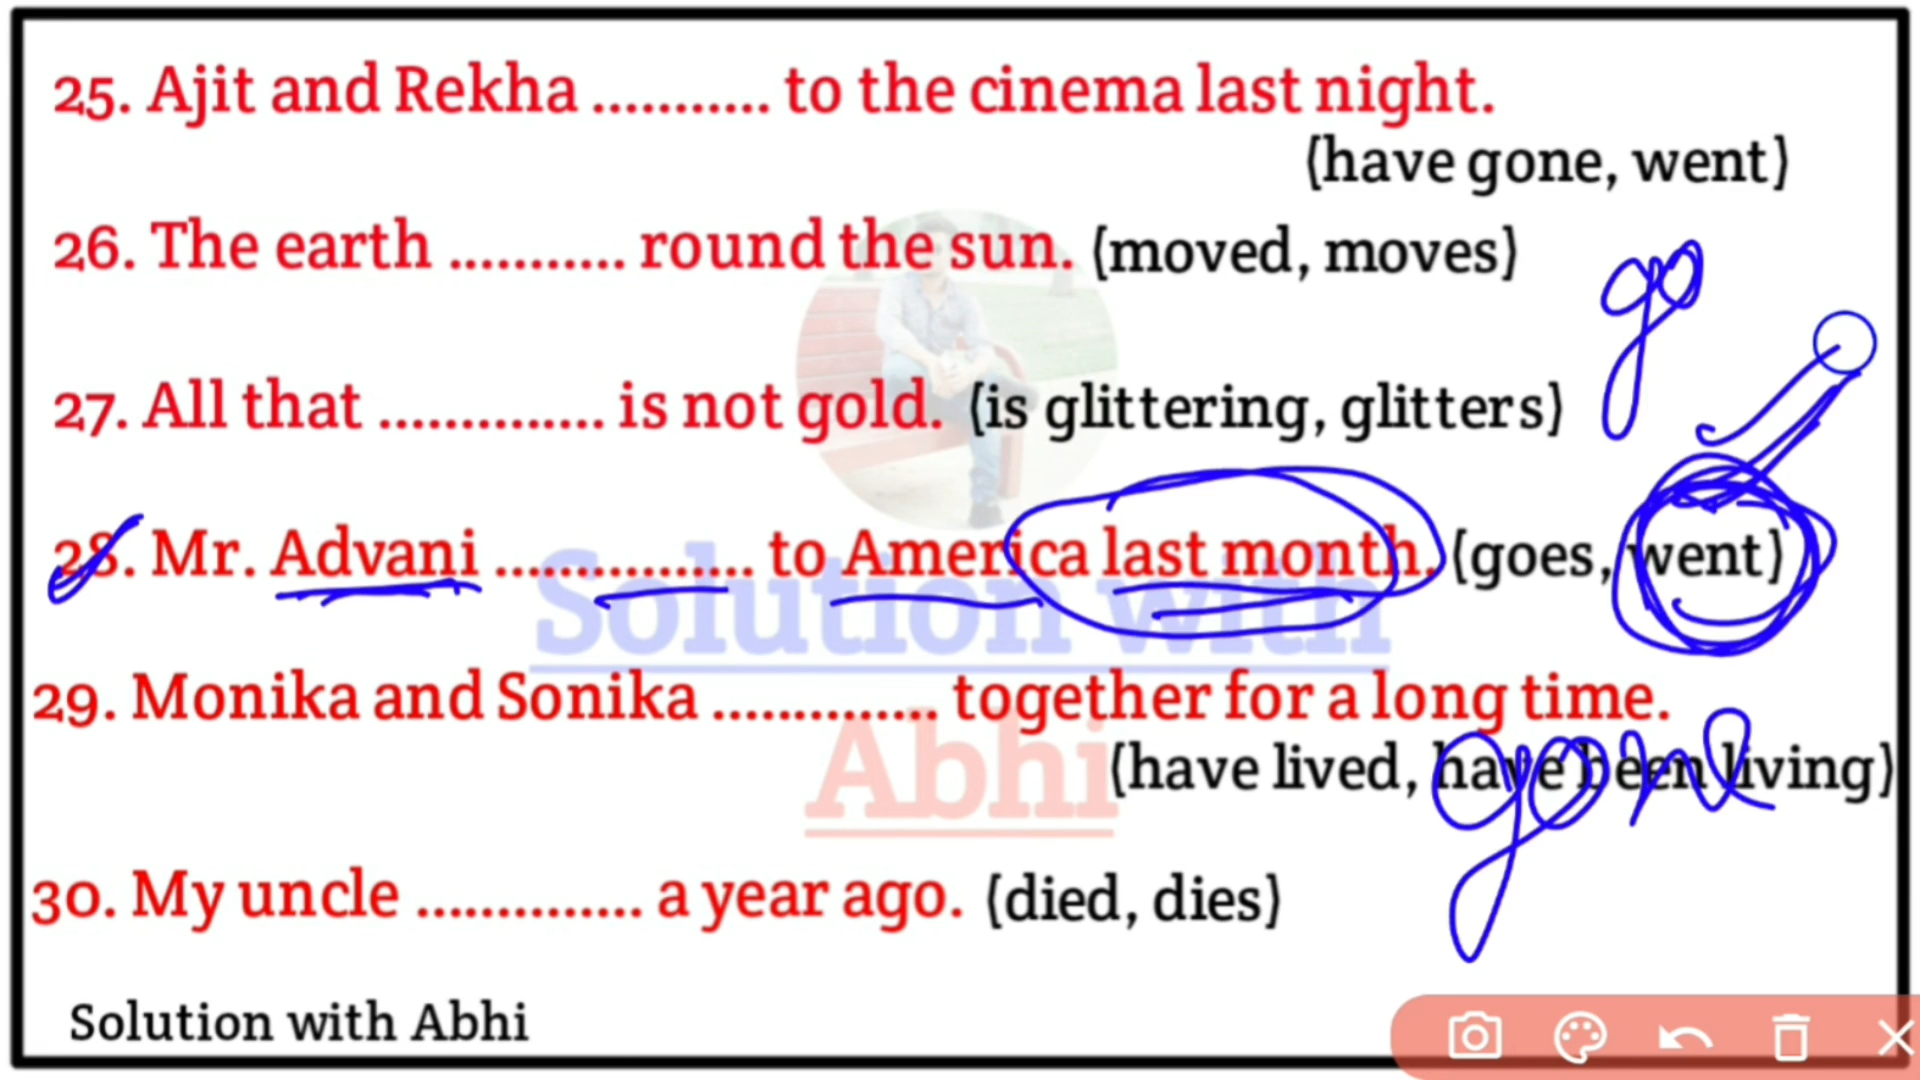 25. Ajit and Rekha ........... to the cinema last night.
(have gone, went)
26. The earth ........... round the sun. (moved, moves)
go
27. All that .............. is not gold. (is glittering, glitters)
28. Mr. Advani ................ to America last month. (goes, went)
Solution with
29. Monika and Sonika .............. together for a long time.
Abhi
(have lived, have been living)
gone
30. My uncle .............. a year ago. (died, dies)
Solution with Abhi